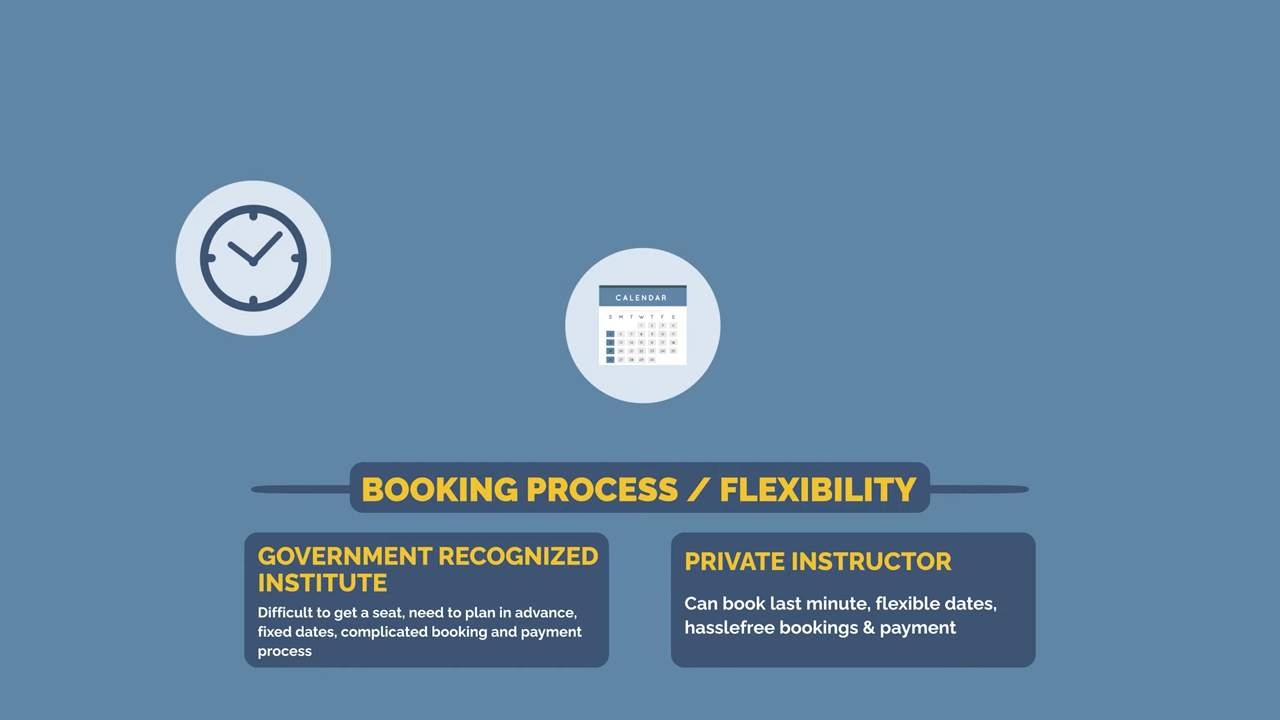 CALENDAR
S M T W T F S
BOOKING PROCESS / FLEXIBILITY
GOVERNMENT RECOGNIZED
INSTITUTE
Difficult to get a seat, need to plan in advance,
fixed dates, complicated booking and payment
process
PRIVATE INSTRUCTOR
Can book last minute, flexible dates,
hasslefree bookings & payment